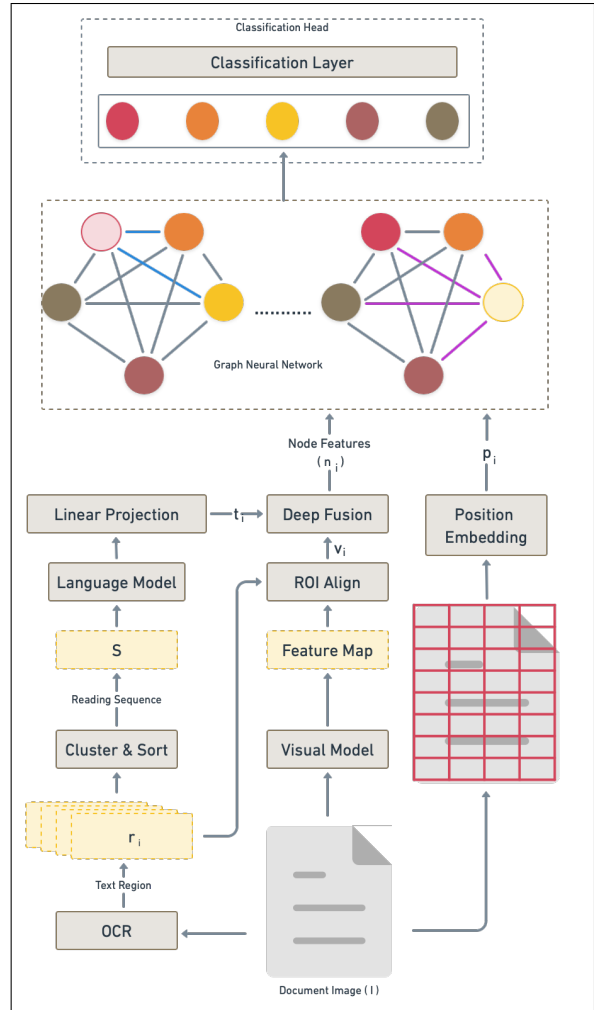 Classification Head
Classification Layer
...........
Graph Neural Network
Node Features
( n i )
p i
Linear Projection
t i
Deep Fusion
Position
Embedding
v i
Language Model
ROI Align
S
Feature Map
Reading Sequence
Cluster & Sort
Visual Model
r i
Text Region
OCR
Document Image ( I )